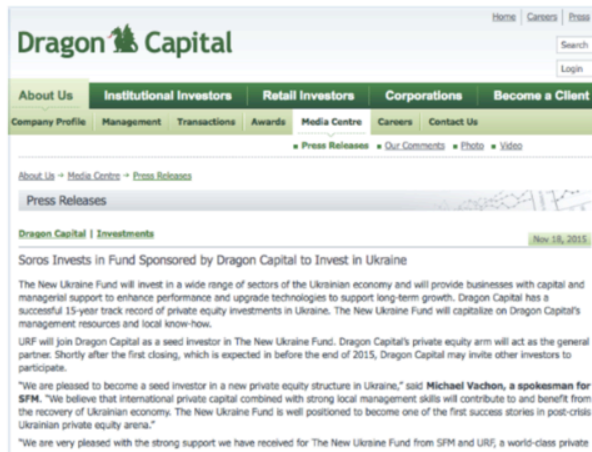 Home Careers Press
Dragon Capital
Search
Login
About Us Institutional Investors Retail Investors Corporations Become a Client
Company Profile Management Transactions Awards Media Centre Careers Contact Us
Press Releases Our Comments Photo Video
About Us → Media Centre → Press Releases
Press Releases
Dragon Capital | Investments
Nov 18, 2015
Soros Invests in Fund Sponsored by Dragon Capital to Invest in Ukraine
The New Ukraine Fund will invest in a wide range of sectors of the Ukrainian economy and will provide businesses with capital and
managerial support to enhance performance and upgrade technologies to support long-term growth. Dragon Capital has a
successful 15-year track record of private equity investments in Ukraine. The New Ukraine Fund will capitalize on Dragon Capital's
management resources and local know-how.
URF will join Dragon Capital as a seed investor in The New Ukraine Fund. Dragon Capital's private equity arm will act as the general
partner. Shortly after the first closing, which is expected in before the end of 2015, Dragon Capital may invite other investors to
participate.
"We are pleased to become a seed investor in a new private equity structure in Ukraine," said Michael Vachon, a spokesman for
SFM. "We believe that international private capital combined with strong local management skills will contribute to and benefit from
the recovery of Ukrainian economy. The New Ukraine Fund is well positioned to become one of the first success stories in post-crisis
Ukrainian private equity arena."
"We are very pleased with the strong support we have received for The New Ukraine Fund from SFM and URF, a world-class private